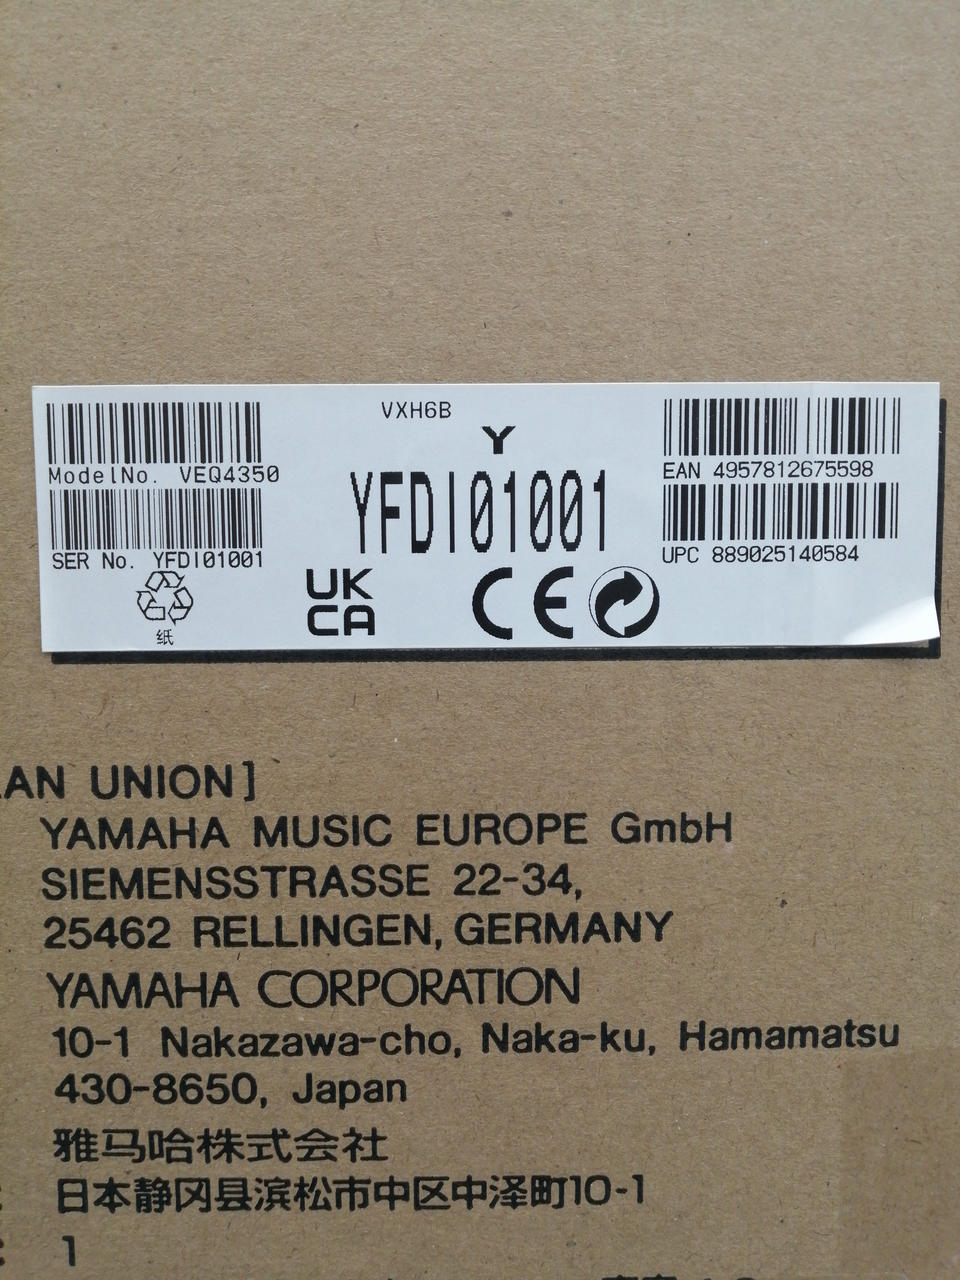 VXH6B
Y
YFDI01001
ModelNo. VEQ4350
SER No. YFDI01001
纸
UK
CA
CE
EAN 4957812675598
UPC 889025140584
AN UNION]
YAMAHA MUSIC EUROPE GmbH
SIEMENSSTRASSE 22-34,
25462 RELLINGEN, GERMANY
YAMAHA CORPORATION
10-1 Nakazawa-cho, Naka-ku, Hamamatsu
430-8650, Japan
雅马哈株式会社
日本静冈县滨松市中区中泽町10-1
: 1